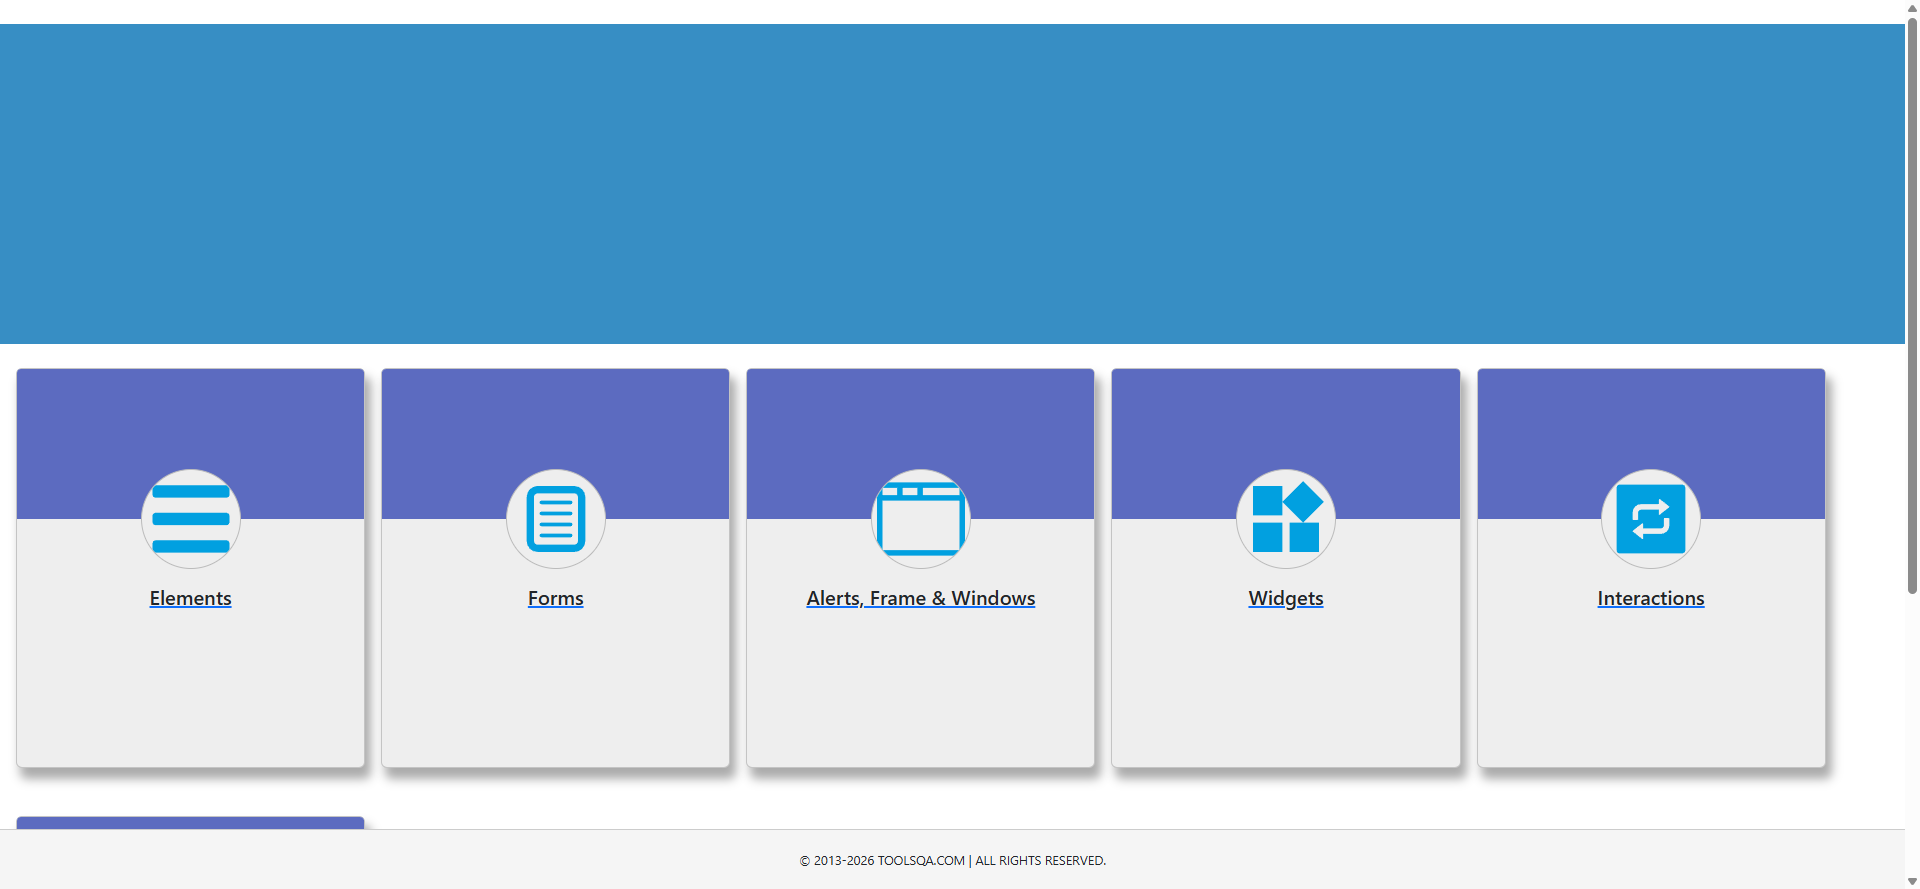 Elements
Forms
Alerts, Frame & Windows
Widgets
Interactions
© 2013-2026 TOOLSQA.COM | ALL RIGHTS RESERVED.